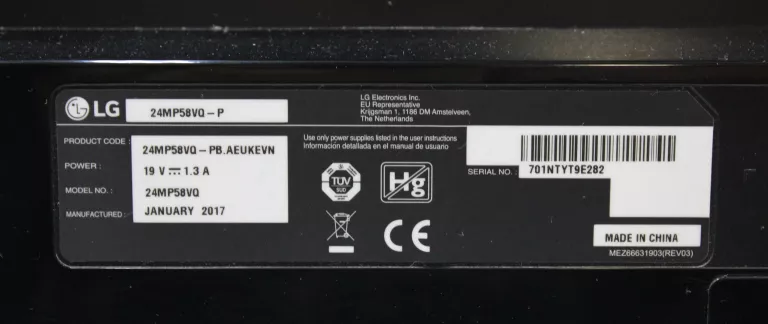 LG
24MP58VQ-P
LG Electronics Inc.
EU Representative
Krijgsman 1, 1186 DM Amstelveen,
The Netherlands
PRODUCT CODE :
24MP58VQ-PB.AEUKEVN
POWER :
19 V ⎓ 1.3 A
MODEL NO. :
24MP58VQ
MANUFACTURED :
JANUARY 2017
Use only power supplies listed in the user instructions
Información detallada en el manual de usuario
TÜV
SÜD
Hg
CE
SERIAL NO. :
701NTYT9E282
MADE IN CHINA
MEZ66631903(REV03)